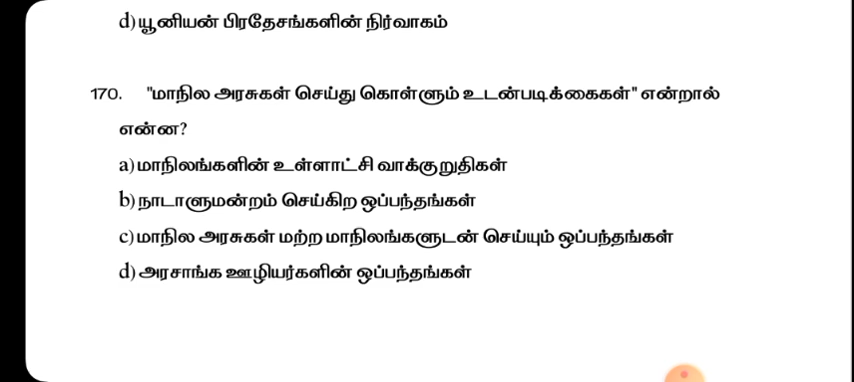 d) யூனியன் பிரதேசங்களின் நிர்வாகம்
170. "மாநில அரசுகள் செய்து கொள்ளும் உடன்படிக்கைகள்" என்றால்
என்ன?
a) மாநிலங்களின் உள்ளாட்சி வாக்குறுதிகள்
b) நாடாளுமன்றம் செய்கிற ஒப்பந்தங்கள்
c) மாநில அரசுகள் மற்ற மாநிலங்களுடன் செய்யும் ஒப்பந்தங்கள்
d) அரசாங்க ஊழியர்களின் ஒப்பந்தங்கள்